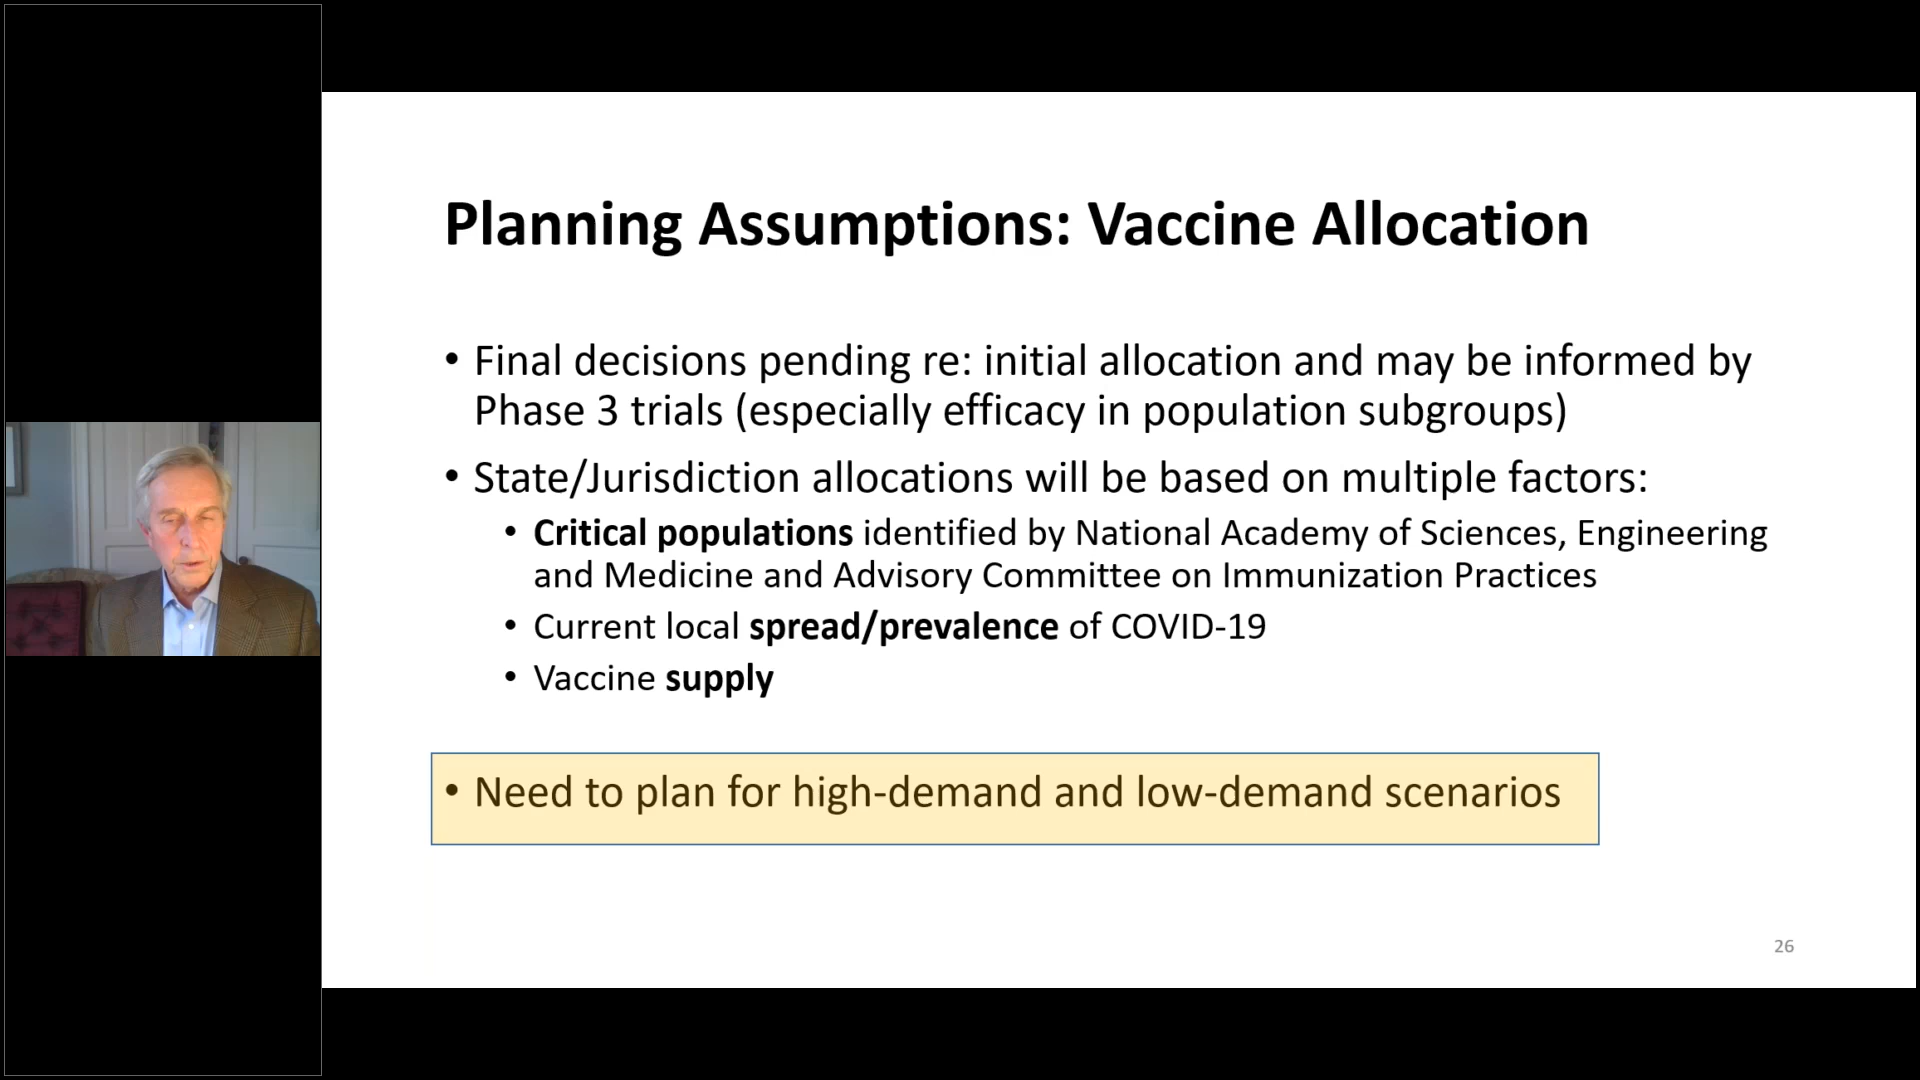 Planning Assumptions: Vaccine Allocation
• Final decisions pending re: initial allocation and may be informed by
Phase 3 trials (especially efficacy in population subgroups)
• State/Jurisdiction allocations will be based on multiple factors:
• Critical populations identified by National Academy of Sciences, Engineering
and Medicine and Advisory Committee on Immunization Practices
• Current local spread/prevalence of COVID-19
• Vaccine supply
• Need to plan for high-demand and low-demand scenarios
26